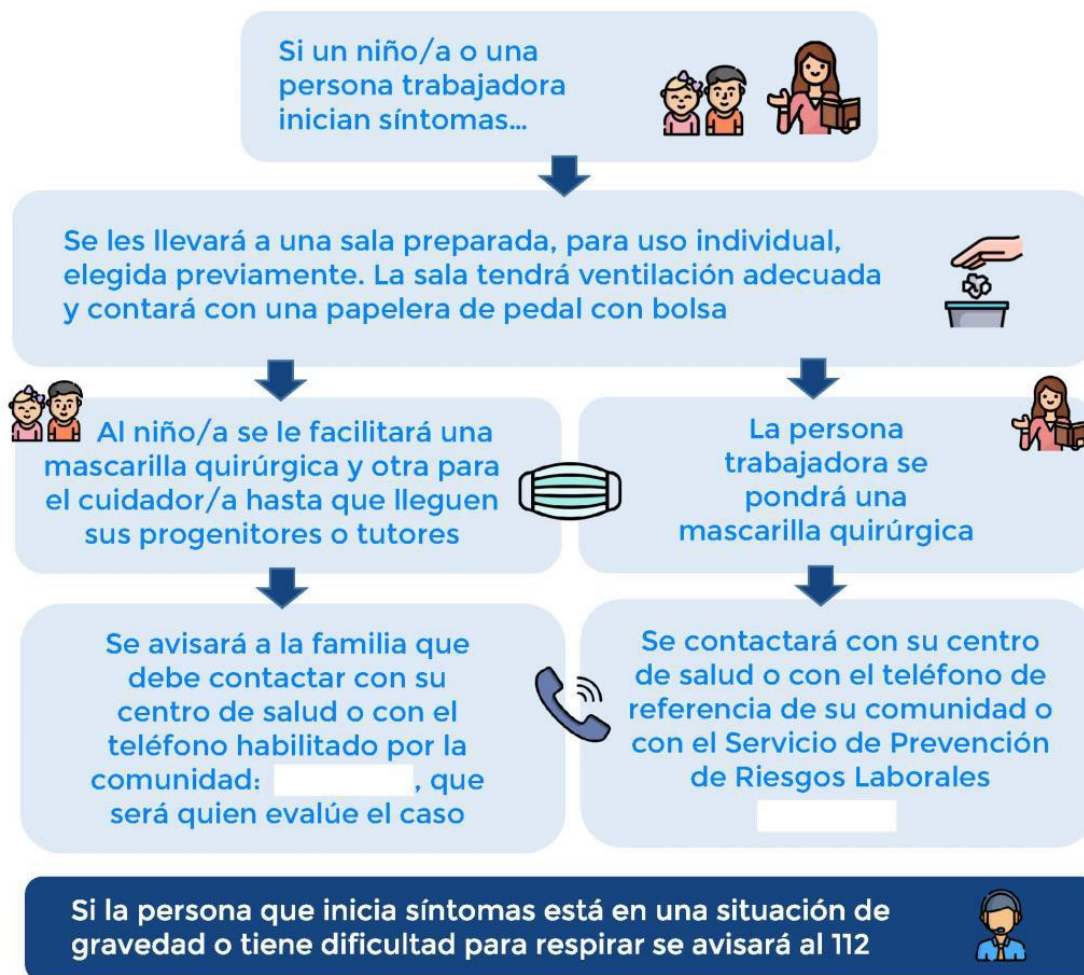 Si un niño/a o una
persona trabajadora
inician síntomas...
Se les llevará a una sala preparada, para uso individual,
elegida previamente. La sala tendrá ventilación adecuada
y contará con una papelera de pedal con bolsa
Al niño/a se le facilitará una
mascarilla quirúrgica y otra para
el cuidador/a hasta que lleguen
sus progenitores o tutores
La persona
trabajadora se
pondrá una
mascarilla quirúrgica
Se avisará a la familia que
debe contactar con su
centro de salud o con el
teléfono habilitado por la
comunidad: , que
será quien evalúe el caso
Se contactará con su centro
de salud o con el teléfono de
referencia de su comunidad o
con el Servicio de Prevención
de Riesgos Laborales
Si la persona que inicia síntomas está en una situación de
gravedad o tiene dificultad para respirar se avisará al 112